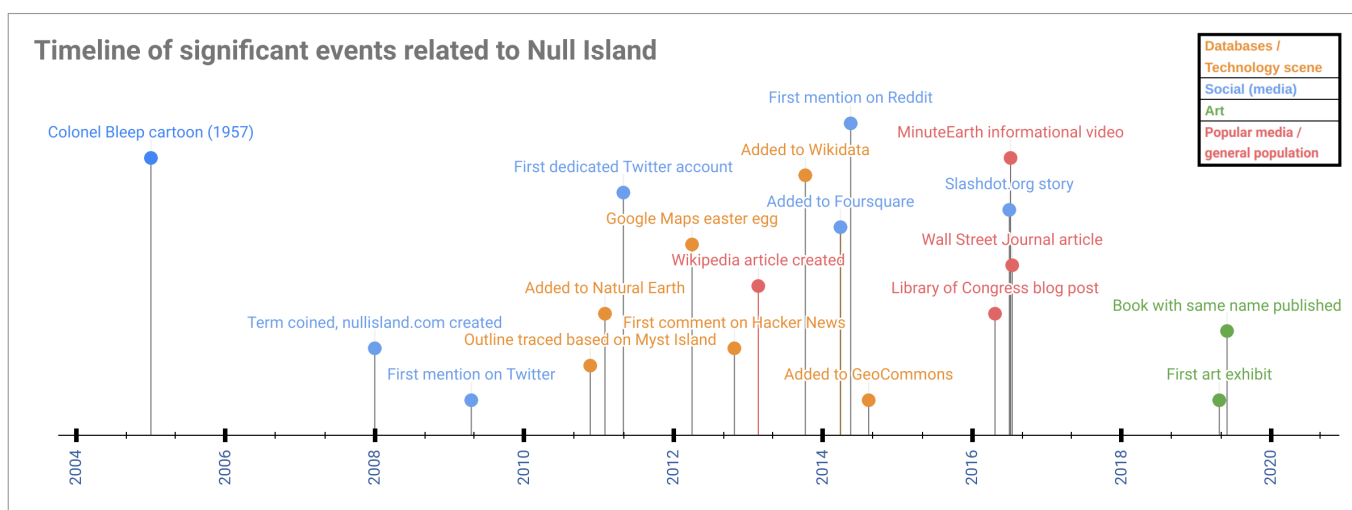 Timeline of significant events related to Null Island
Databases /
Technology scene
Social (media)
Art
Popular media /
general population
First mention on Reddit
Colonel Bleep cartoon (1957)
MinuteEarth informational video
Added to Wikidata
First dedicated Twitter account
Slashdot.org story
Added to Foursquare
Google Maps easter egg
Wall Street Journal article
Wikipedia article created
Added to Natural Earth
Library of Congress blog post
Book with same name published
Term coined, nullisland.com created
First comment on Hacker News
Outline traced based on Myst Island
First mention on Twitter
Added to GeoCommons
First art exhibit
2004
2006
2008
2010
2012
2014
2016
2018
2020